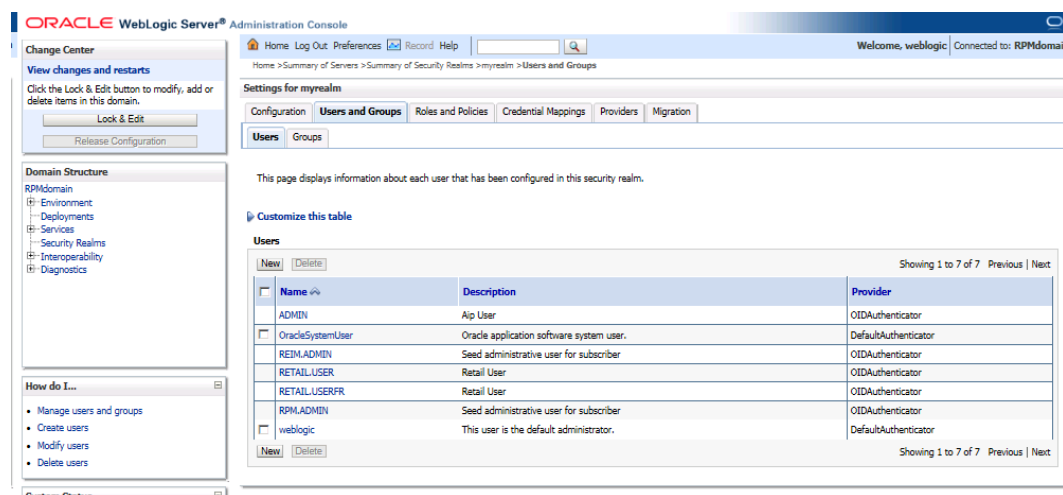 ORACLE WebLogic Server® Administration Console
Change Center
View changes and restarts
Click the Lock & Edit button to modify, add or
delete items in this domain.
Lock & Edit
Release Configuration
Domain Structure
RPMdomain
Environment
Deployments
Services
Security Realms
Interoperability
Diagnostics
How do I...
Manage users and groups
Create users
Modify users
Delete users
Home Log Out Preferences Record Help
Welcome, weblogic Connected to: RPMdomai
Home >Summary of Servers >Summary of Security Realms >myrealm >Users and Groups
Settings for myrealm
Configuration Users and Groups Roles and Policies Credential Mappings Providers Migration
Users Groups
This page displays information about each user that has been configured in this security realm.
Customize this table
Users
New Delete Showing 1 to 7 of 7 Previous | Next
Name Description Provider
ADMIN Aip User OIDAuthenticator
OracleSystemUser Oracle application software system user. DefaultAuthenticator
REIM.ADMIN Seed administrative user for subscriber OIDAuthenticator
RETAIL.USER Retail User OIDAuthenticator
RETAIL.USERFR Retail User OIDAuthenticator
RPM.ADMIN Seed administrative user for subscriber OIDAuthenticator
weblogic This user is the default administrator. DefaultAuthenticator
New Delete Showing 1 to 7 of 7 Previous | Next